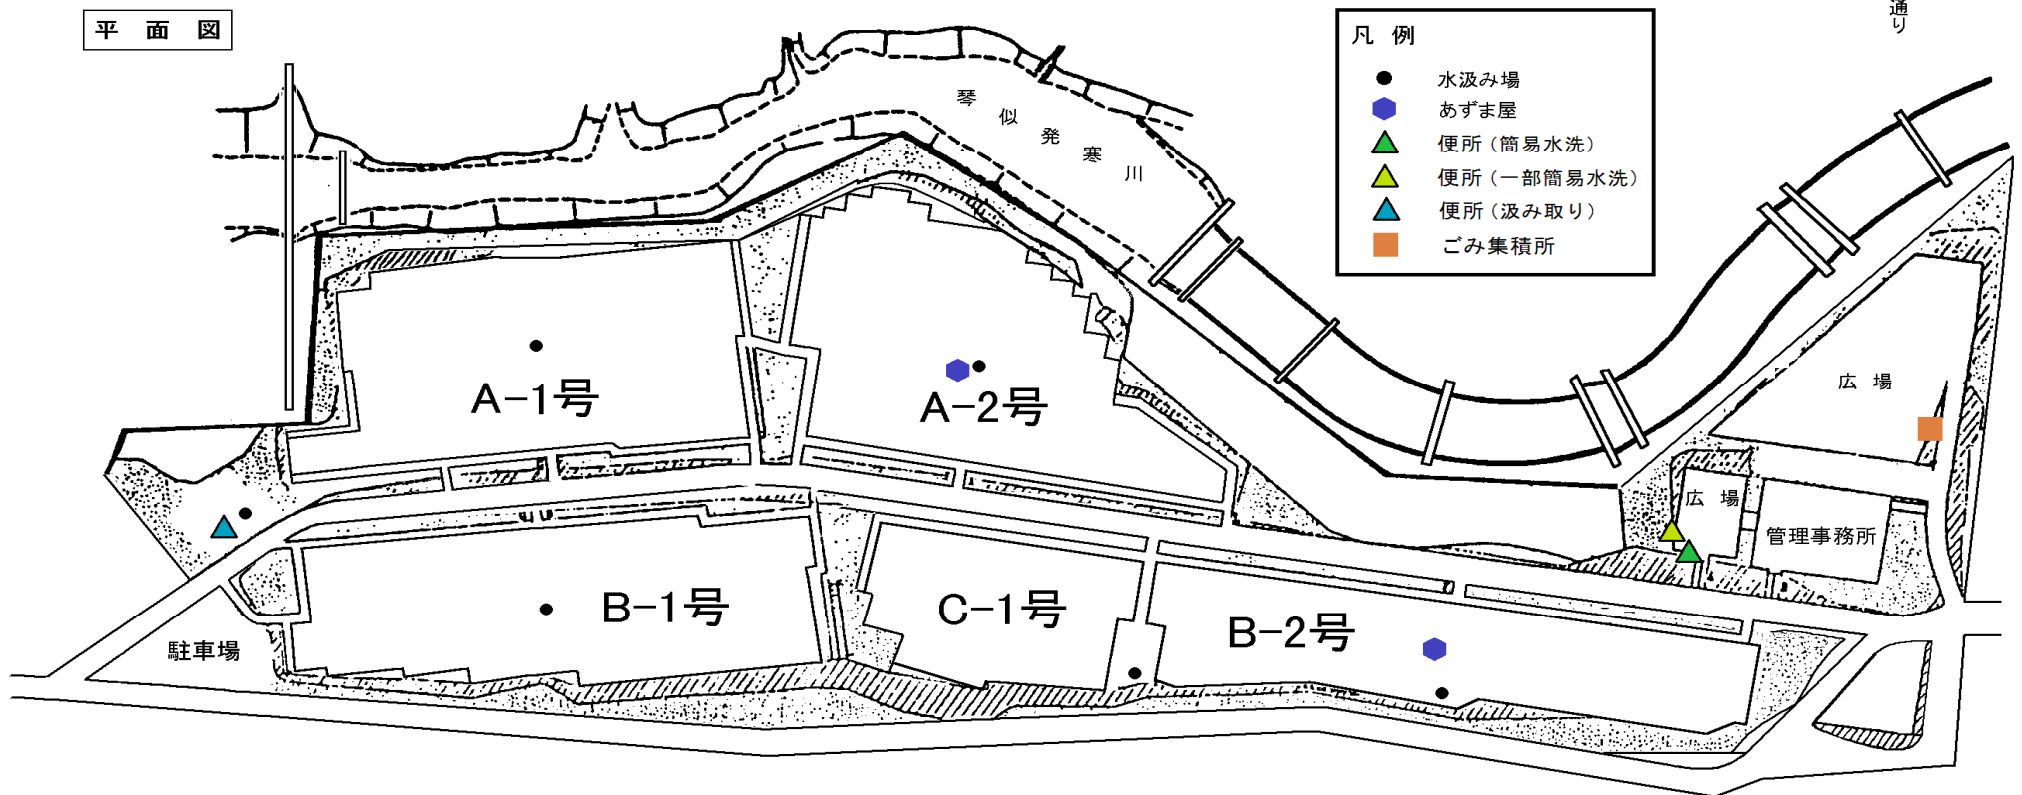 平 面 図
通り
凡 例
水汲み場
あずま屋
便所(簡易水洗)
便所(一部簡易水洗)
便所(汲み取り)
ごみ集積所
琴似発寒川
A-1号
A-2号
広 場
広 場
管理事務所
B-1号
C-1号
B-2号
駐車場